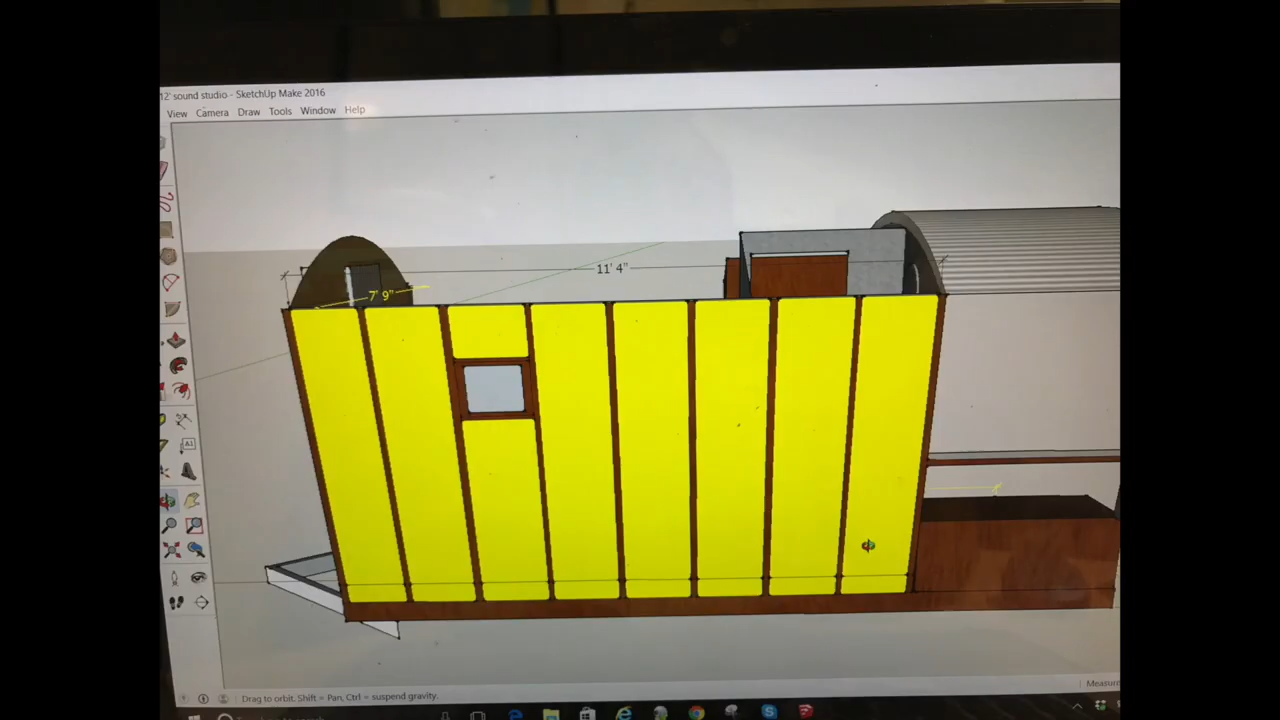 12' sound studio - SketchUp Make 2016
View Camera Draw Tools Window Help
11' 4"
7' 9"
A1
Drag to orbit. Shift = Pan, Ctrl = suspend gravity.